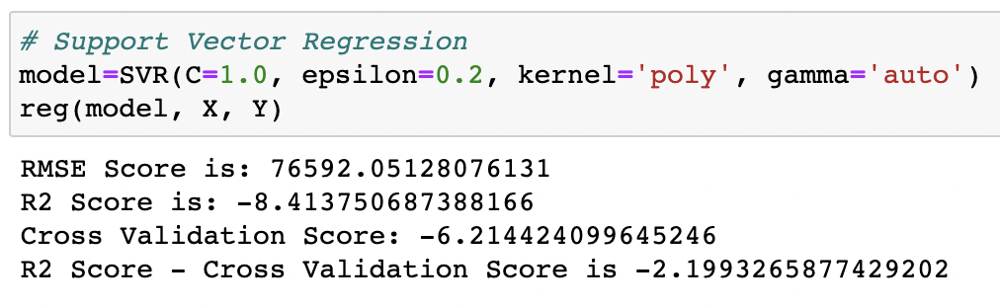 # Support Vector Regression
model=SVR(C=1.0, epsilon=0.2, kernel='poly', gamma='auto')
reg(model, X, Y)
RMSE Score is: 76592.05128076131
R2 Score is: -8.413750687388166
Cross Validation Score: -6.214424099645246
R2 Score - Cross Validation Score is -2.1993265877429202